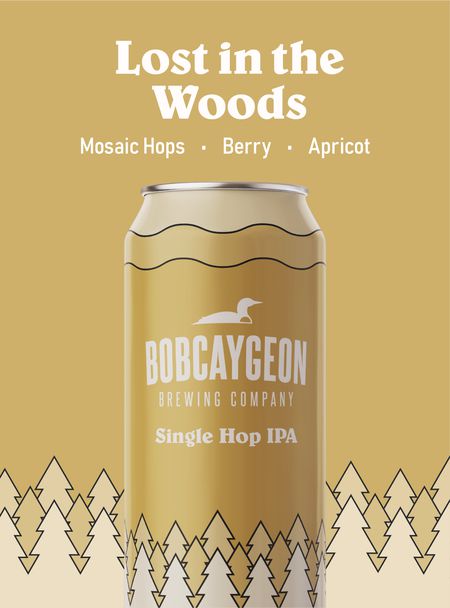 Lost in the
Woods
Mosaic Hops · Berry · Apricot
BOBCAYGEON
BREWING COMPANY
Single Hop IPA